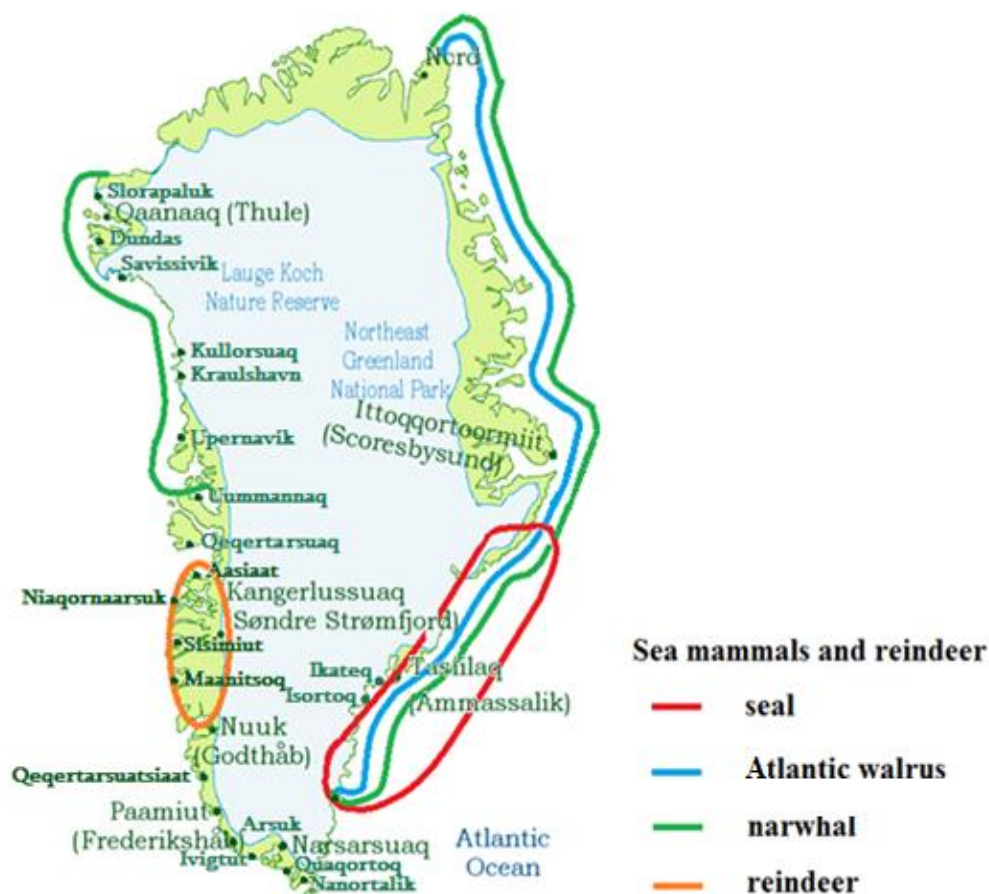 Nord
Slorapaluk
Qaanaaq (Thule)
Dundas
Savissivik
Lauge Koch
Nature Reserve
Northeast
Greenland
National Park
Kullorsuaq
Kraulshavn
Ittoqqortoormiit
(Scoresbysund)
Upernavik
Uummannaq
Qeqertarsuaq
Aasiaat
Niaqornaarsuk
Kangerlussuaq
Søndre Strømfjord)
Sisimiut
Maanitsoq
Ikateq
Tasiilaq
Isortoq
(Ammassalik)
Nuuk
(Godthåb)
Qeqertarsuatsiaat
Paamiut
(Frederikshåb)
Arsuk
Narsarsuaq
Ivigtut
Quaqortoq
Nanortalik
Atlantic
Ocean
Sea mammals and reindeer
seal
Atlantic walrus
narwhal
reindeer